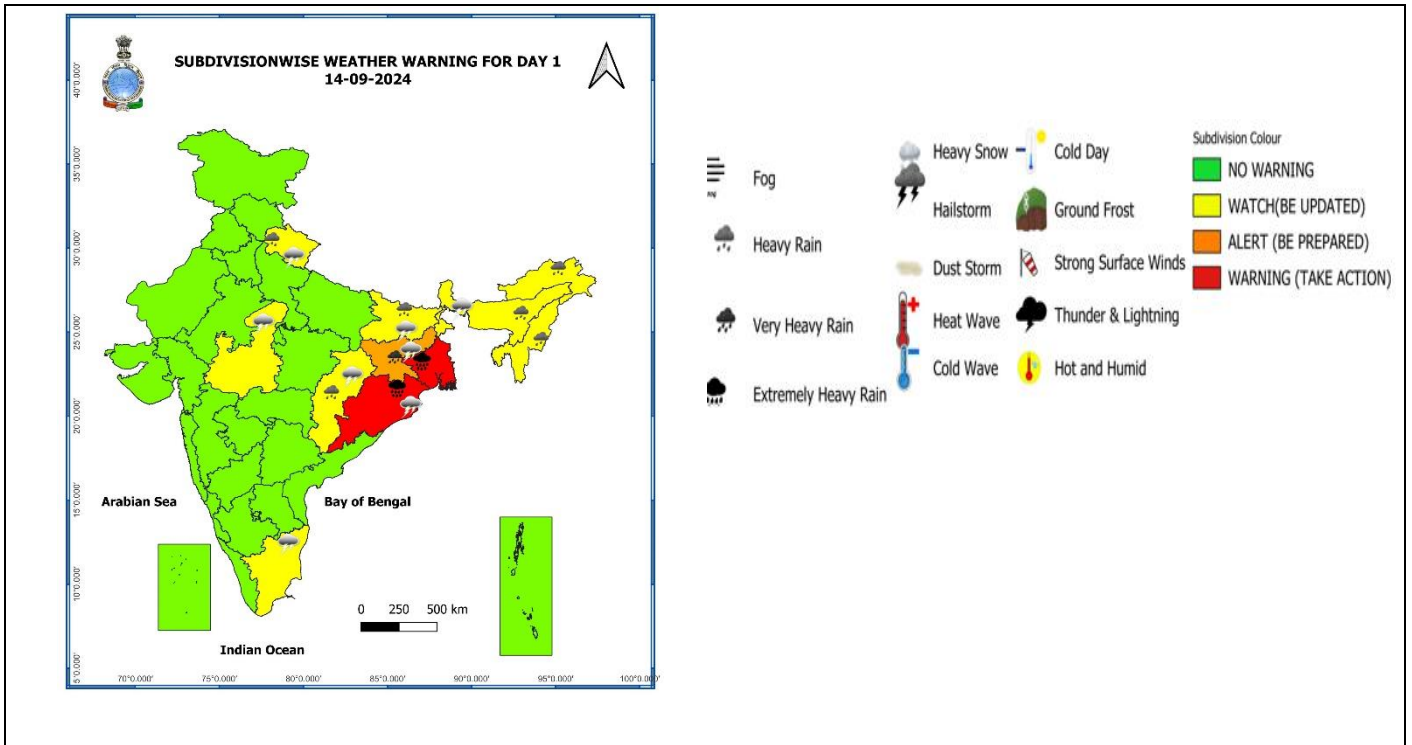 SUBDIVISIONWISE WEATHER WARNING FOR DAY 1
14-09-2024
40°0.000'
35°0.000'
30°0.000'
25°0.000'
20°0.000'
15°0.000'
10°0.000'
5°0.000'
Arabian Sea
Bay of Bengal
0 250 500 km
Indian Ocean
70°0.000' 75°0.000' 80°0.000' 85°0.000' 90°0.000' 95°0.000' 100°0.000'
Fog
Heavy Rain
Very Heavy Rain
Extremely Heavy Rain
Heavy Snow
Hailstorm
Dust Storm
Heat Wave
Cold Wave
Cold Day
Ground Frost
Strong Surface Winds
Thunder & Lightning
Hot and Humid
Subdivision Colour
NO WARNING
WATCH(BE UPDATED)
ALERT (BE PREPARED)
WARNING (TAKE ACTION)